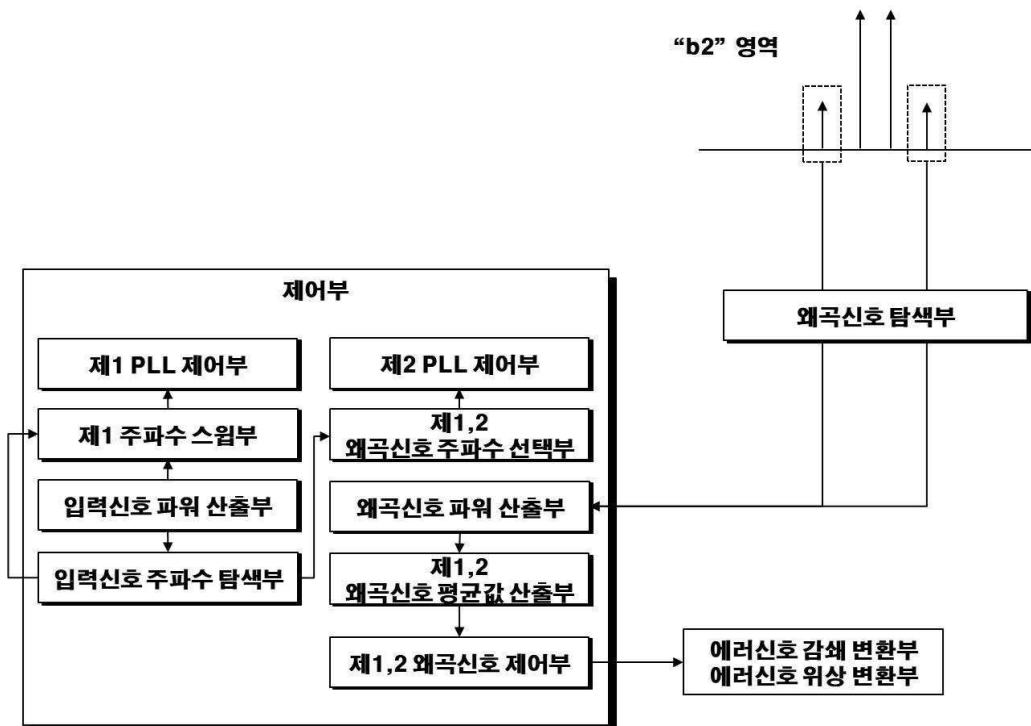 “b2” 영역
왜곡신호 탐색부
제어부
제1 PLL 제어부
제1 주파수 스윕부
입력신호 파워 산출부
입력신호 주파수 탐색부
제2 PLL 제어부
제1,2
왜곡신호 주파수 선택부
왜곡신호 파워 산출부
제1,2
왜곡신호 평균값 산출부
제1,2 왜곡신호 제어부
에러신호 감쇄 변환부
에러신호 위상 변환부